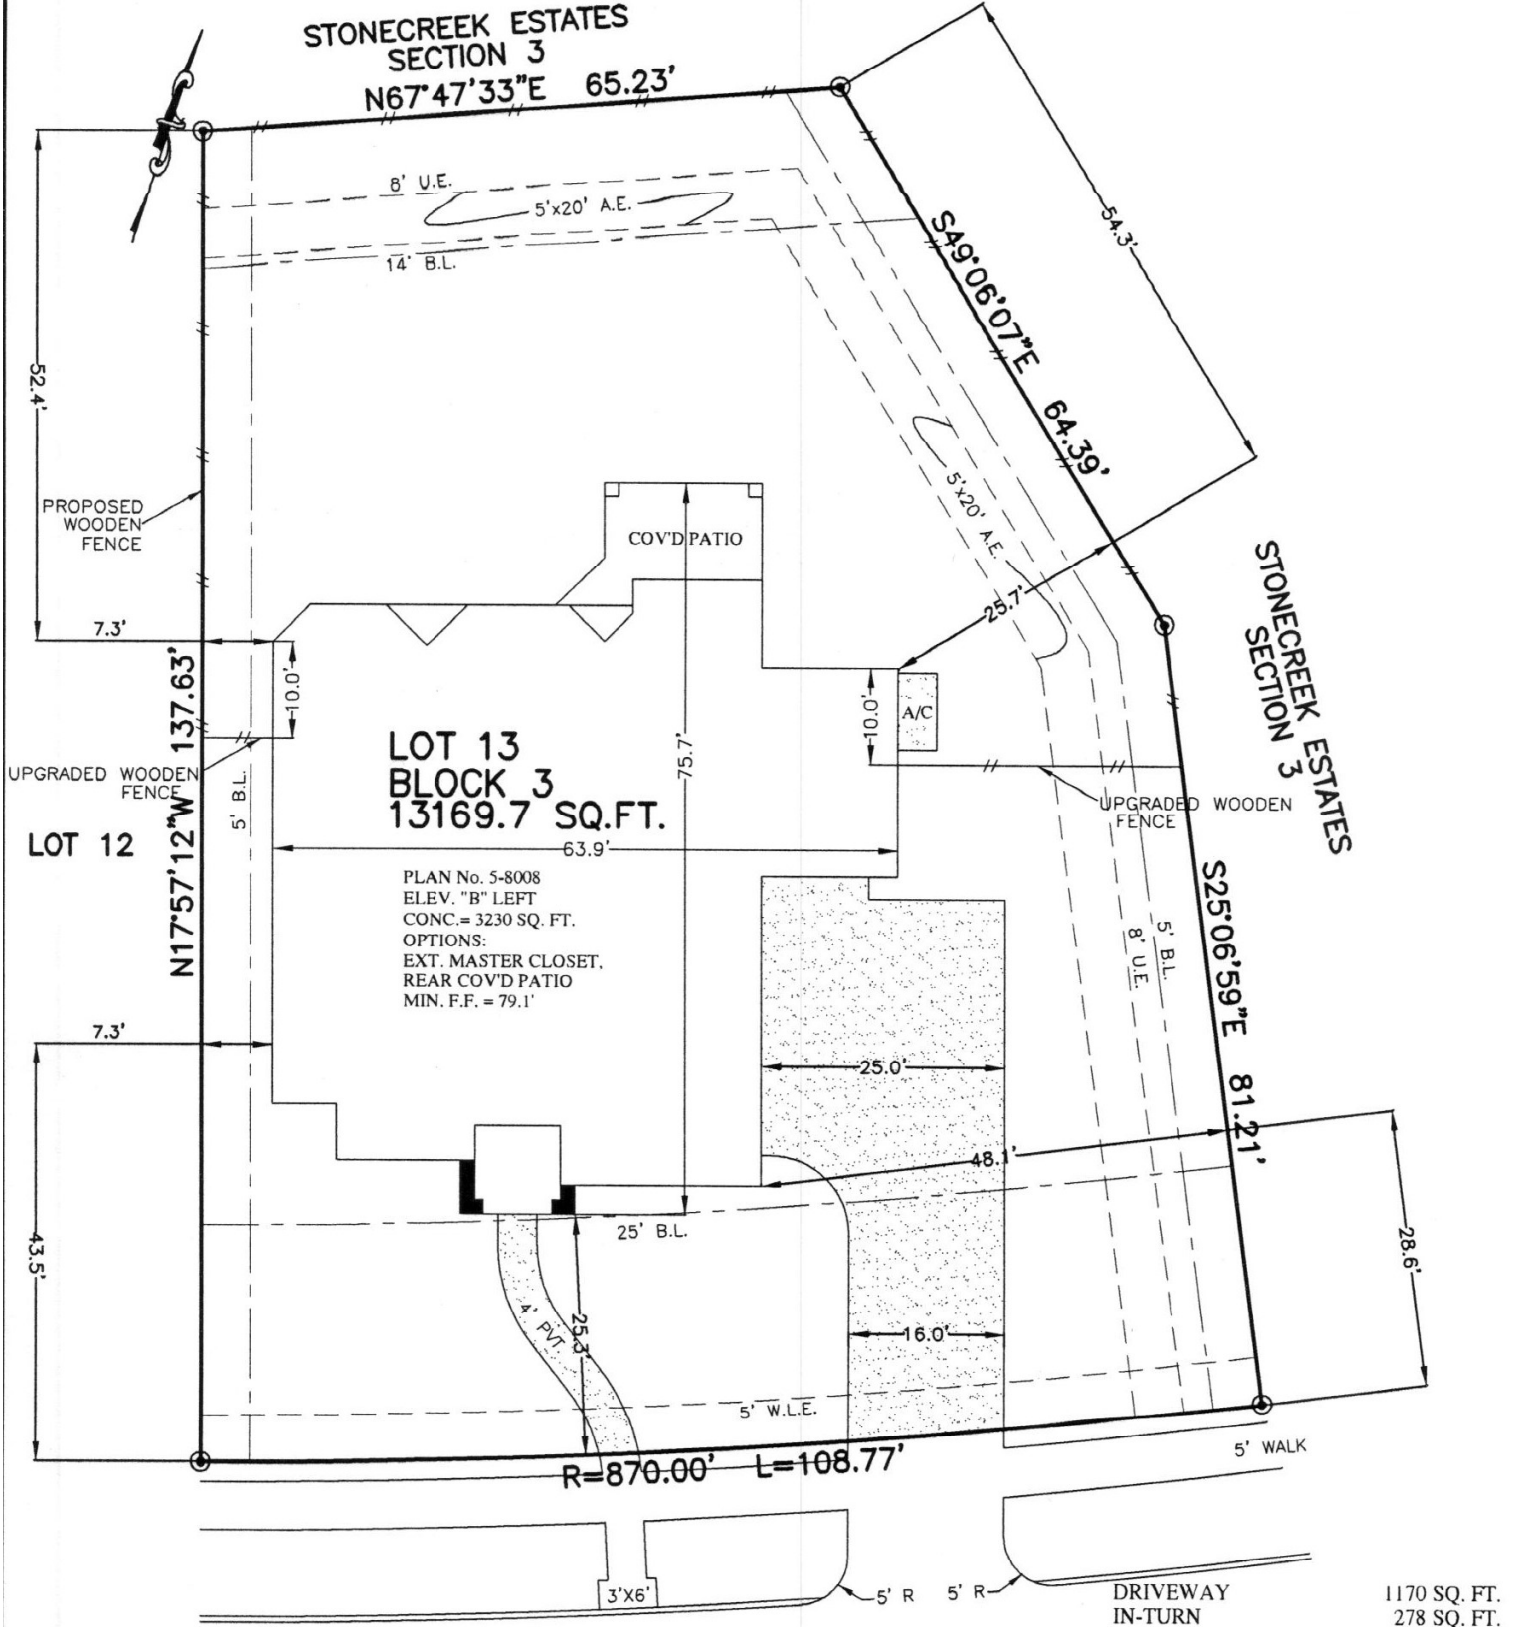 STONECREEK ESTATES
SECTION 3
N67°47'33"E 65.23'
8' U.E.
5'x20' A.E.
14' B.L.
54.3'
S49°06'07"E 64.39'
52.4'
5'x20' A.E.
PROPOSED
WOODEN
FENCE
COV'D PATIO
25.7'
STONECREEK ESTATES
SECTION 3
7.3'
10.0'
10.0'
A/C
N17°57'12"W 137.63'
75.7'
LOT 13
BLOCK 3
13169.7 SQ.FT.
UPGRADED WOODEN
FENCE
5' B.L.
UPGRADED WOODEN
FENCE
LOT 12
63.9'
PLAN No. 5-8008
ELEV. "B" LEFT
CONC.= 3230 SQ. FT.
OPTIONS:
EXT. MASTER CLOSET,
REAR COV'D PATIO
MIN. F.F. = 79.1'
5' B.L.
8' U.E.
S25°06'59"E 81.21'
7.3'
25.0'
48.1'
43.5'
25' B.L.
28.6'
4' PVT.
25.3'
16.0'
5' W.L.E.
R=870.00' L=108.77'
5' WALK
3'X6'
5' R
5' R
DRIVEWAY 1170 SQ. FT.
IN-TURN 278 SQ. FT.